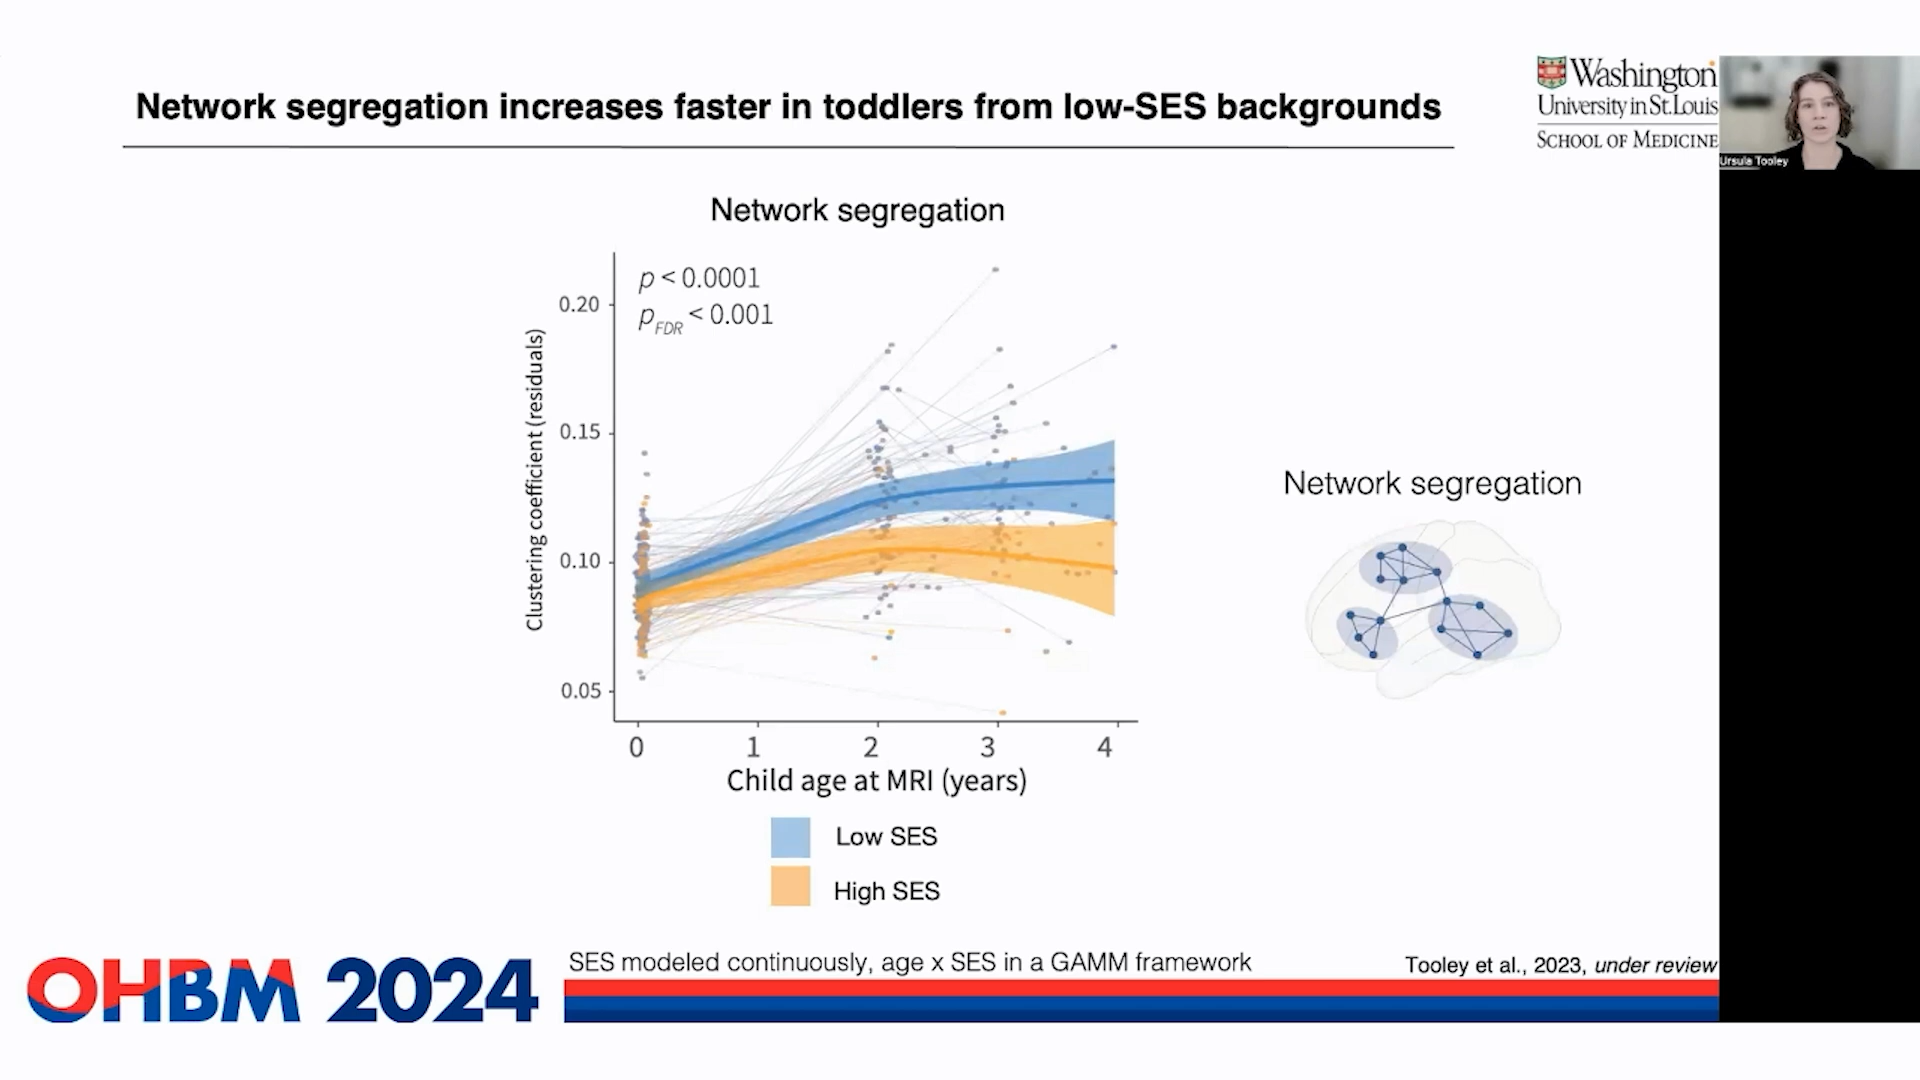 Network segregation increases faster in toddlers from low-SES backgrounds
Washington
University in St. Louis
SCHOOL OF MEDICINE
Ursula Tooley
Network segregation
p < 0.0001
pFDR < 0.001
Clustering coefficient (residuals)
0.20
0.15
0.10
0.05
0 1 2 3 4
Child age at MRI (years)
Low SES
High SES
Network segregation
SES modeled continuously, age x SES in a GAMM framework
Tooley et al., 2023, under review
OHBM 2024